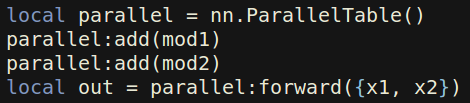 local parallel = nn.ParallelTable()
parallel:add(mod1)
parallel:add(mod2)
local out = parallel:forward({x1, x2})